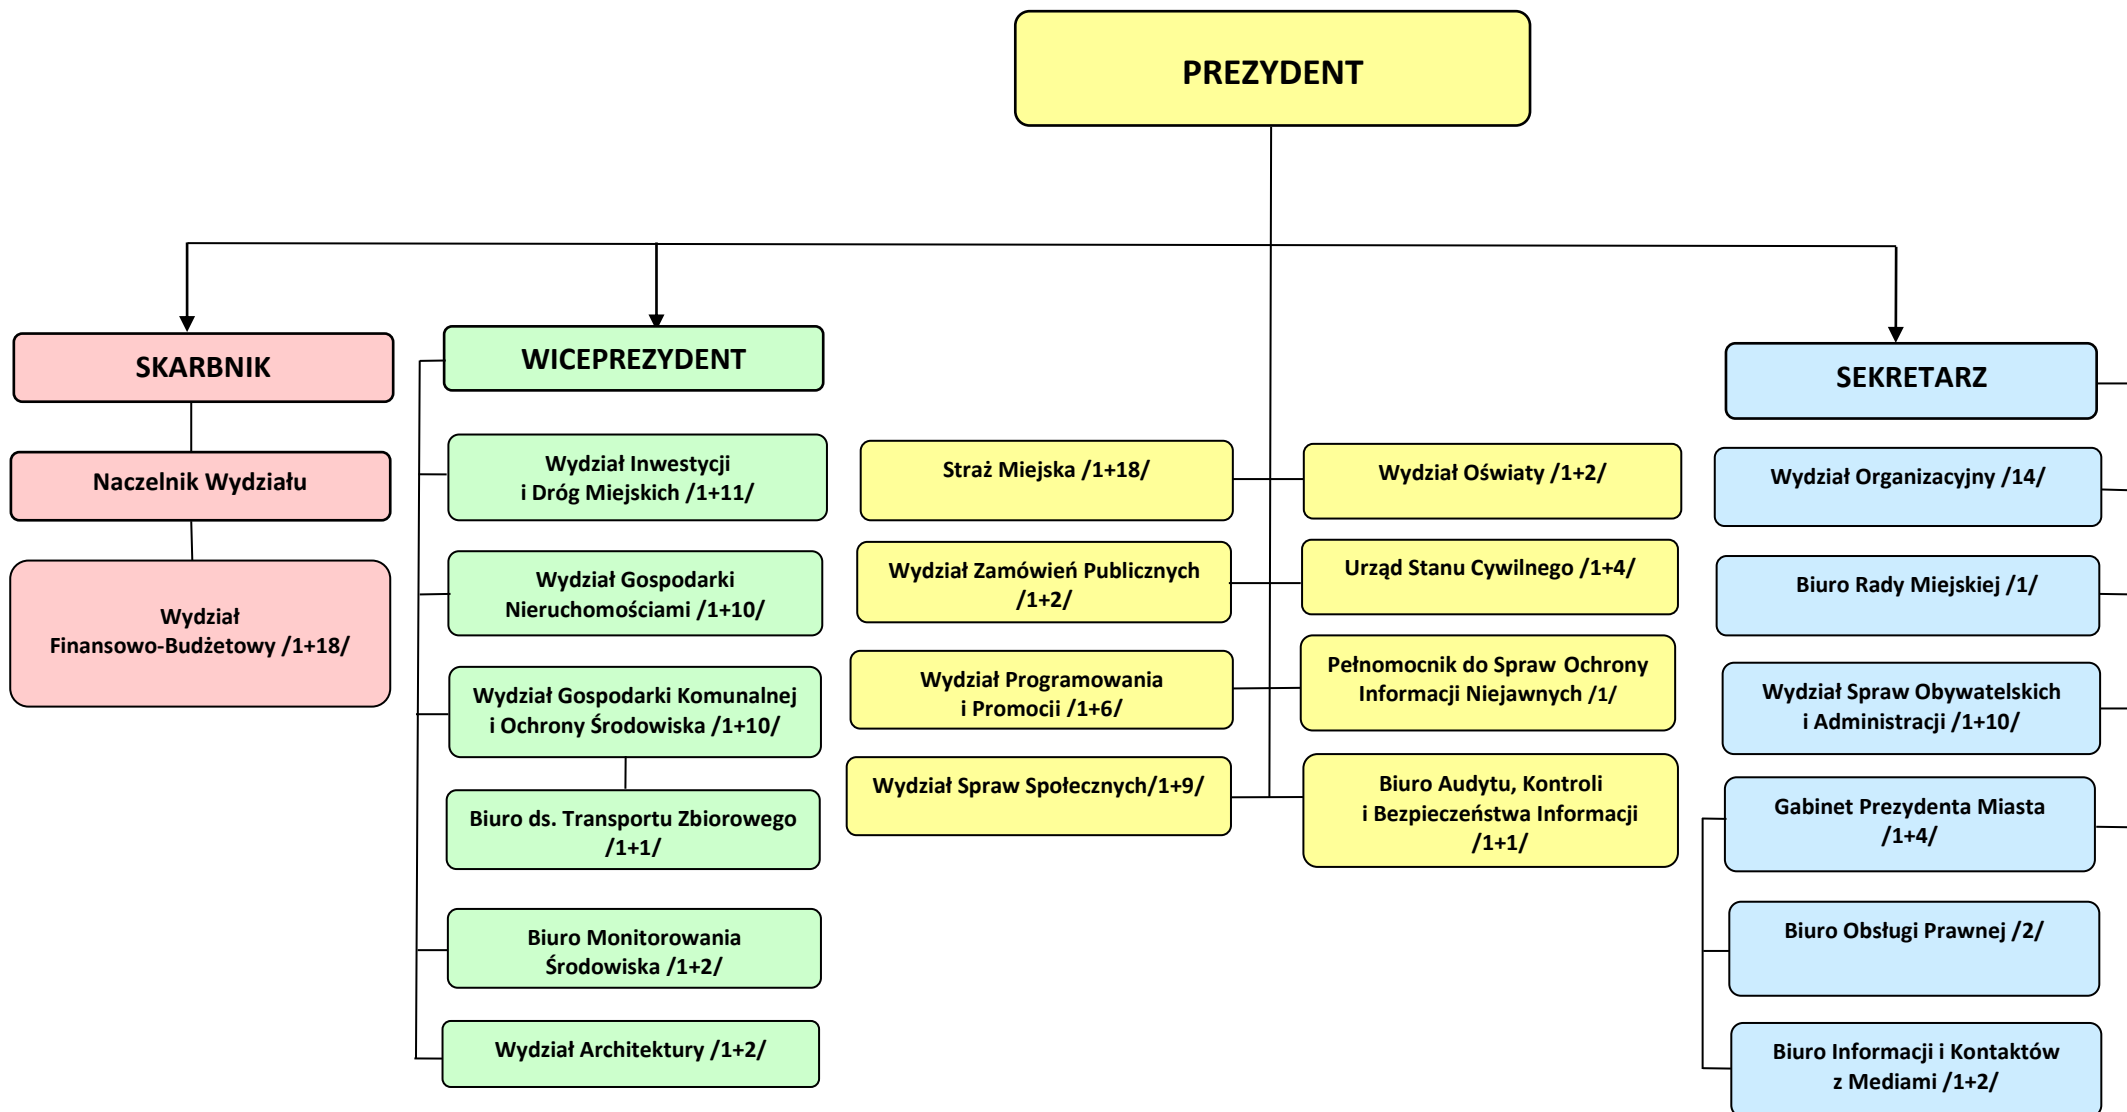 PREZYDENT
SKARBNIK
Naczelnik Wydziału
Wydział
Finansowo-Budżetowy /1+18/
WICEPREZYDENT
Wydział Inwestycji
i Dróg Miejskich /1+11/
Wydział Gospodarki
Nieruchomościami /1+10/
Wydział Gospodarki Komunalnej
i Ochrony Środowiska /1+10/
Biuro ds. Transportu Zbiorowego
/1+1/
Biuro Monitorowania
Środowiska /1+2/
Wydział Architektury /1+2/
Straż Miejska /1+18/
Wydział Zamówień Publicznych
/1+2/
Wydział Programowania
i Promocji /1+6/
Wydział Spraw Społecznych/1+9/
Wydział Oświaty /1+2/
Urząd Stanu Cywilnego /1+4/
Pełnomocnik do Spraw Ochrony
Informacji Niejawnych /1/
Biuro Audytu, Kontroli
i Bezpieczeństwa Informacji
/1+1/
SEKRETARZ
Wydział Organizacyjny /14/
Biuro Rady Miejskiej /1/
Wydział Spraw Obywatelskich
i Administracji /1+10/
Gabinet Prezydenta Miasta
/1+4/
Biuro Obsługi Prawnej /2/
Biuro Informacji i Kontaktów
z Mediami /1+2/